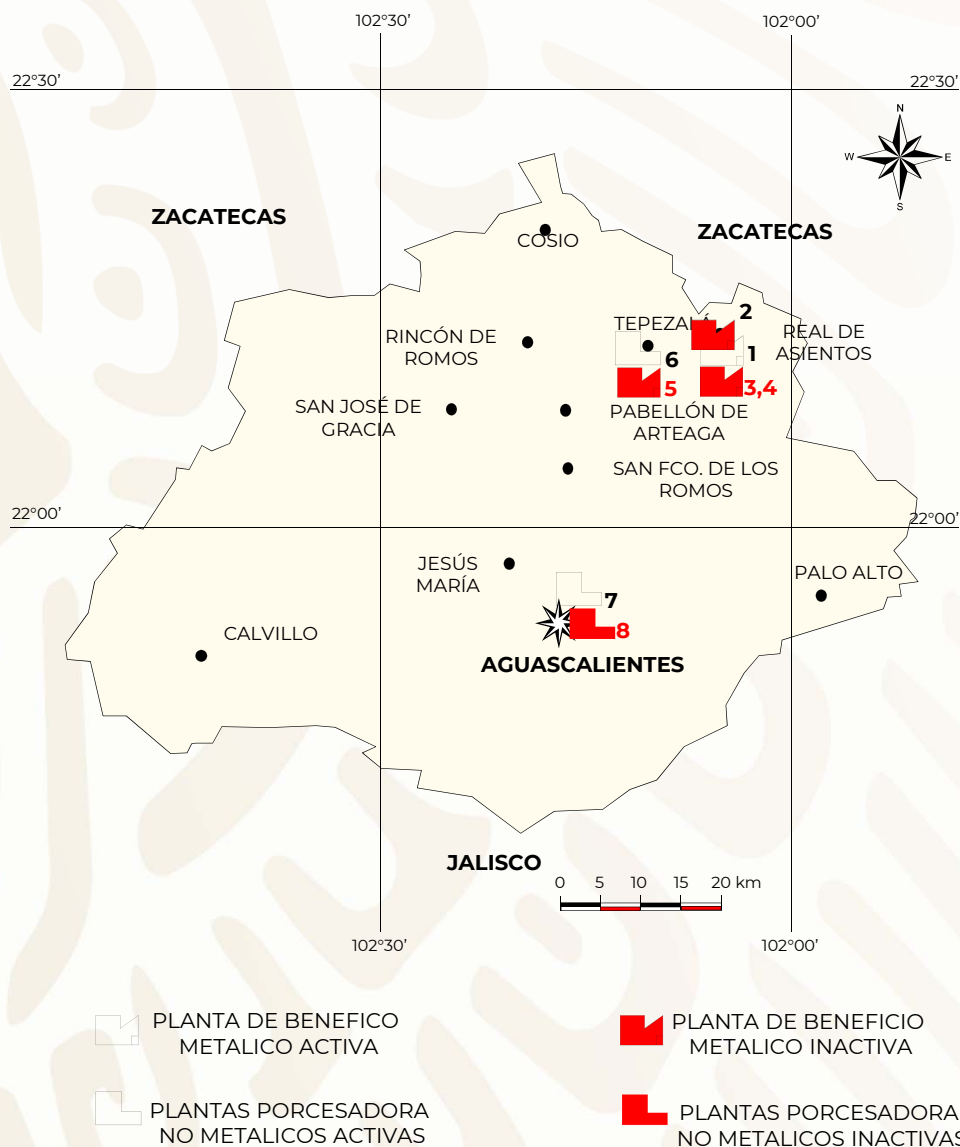 102°30’ 102°00’
22°30’ 22°30’
N
W E
S
ZACATECAS
ZACATECAS
COSIO
TEPEZALÁ
2
RINCÓN DE
ROMOS
REAL DE
ASIENTOS
1
6
5
3,4
SAN JOSÉ DE
GRACIA
PABELLÓN DE
ARTEAGA
SAN FCO. DE LOS
ROMOS
22°00’ 22°00’
JESÚS
MARÍA
PALO ALTO
7
8
CALVILLO
AGUASCALIENTES
JALISCO
0 5 10 15 20 km
102°30’ 102°00’
PLANTA DE BENEFICO
METALICO ACTIVA
PLANTA DE BENEFICIO
METALICO INACTIVA
PLANTAS PORCESADORA
NO METALICOS ACTIVAS
PLANTAS PORCESADORA
NO METALICOS INACTIVAS